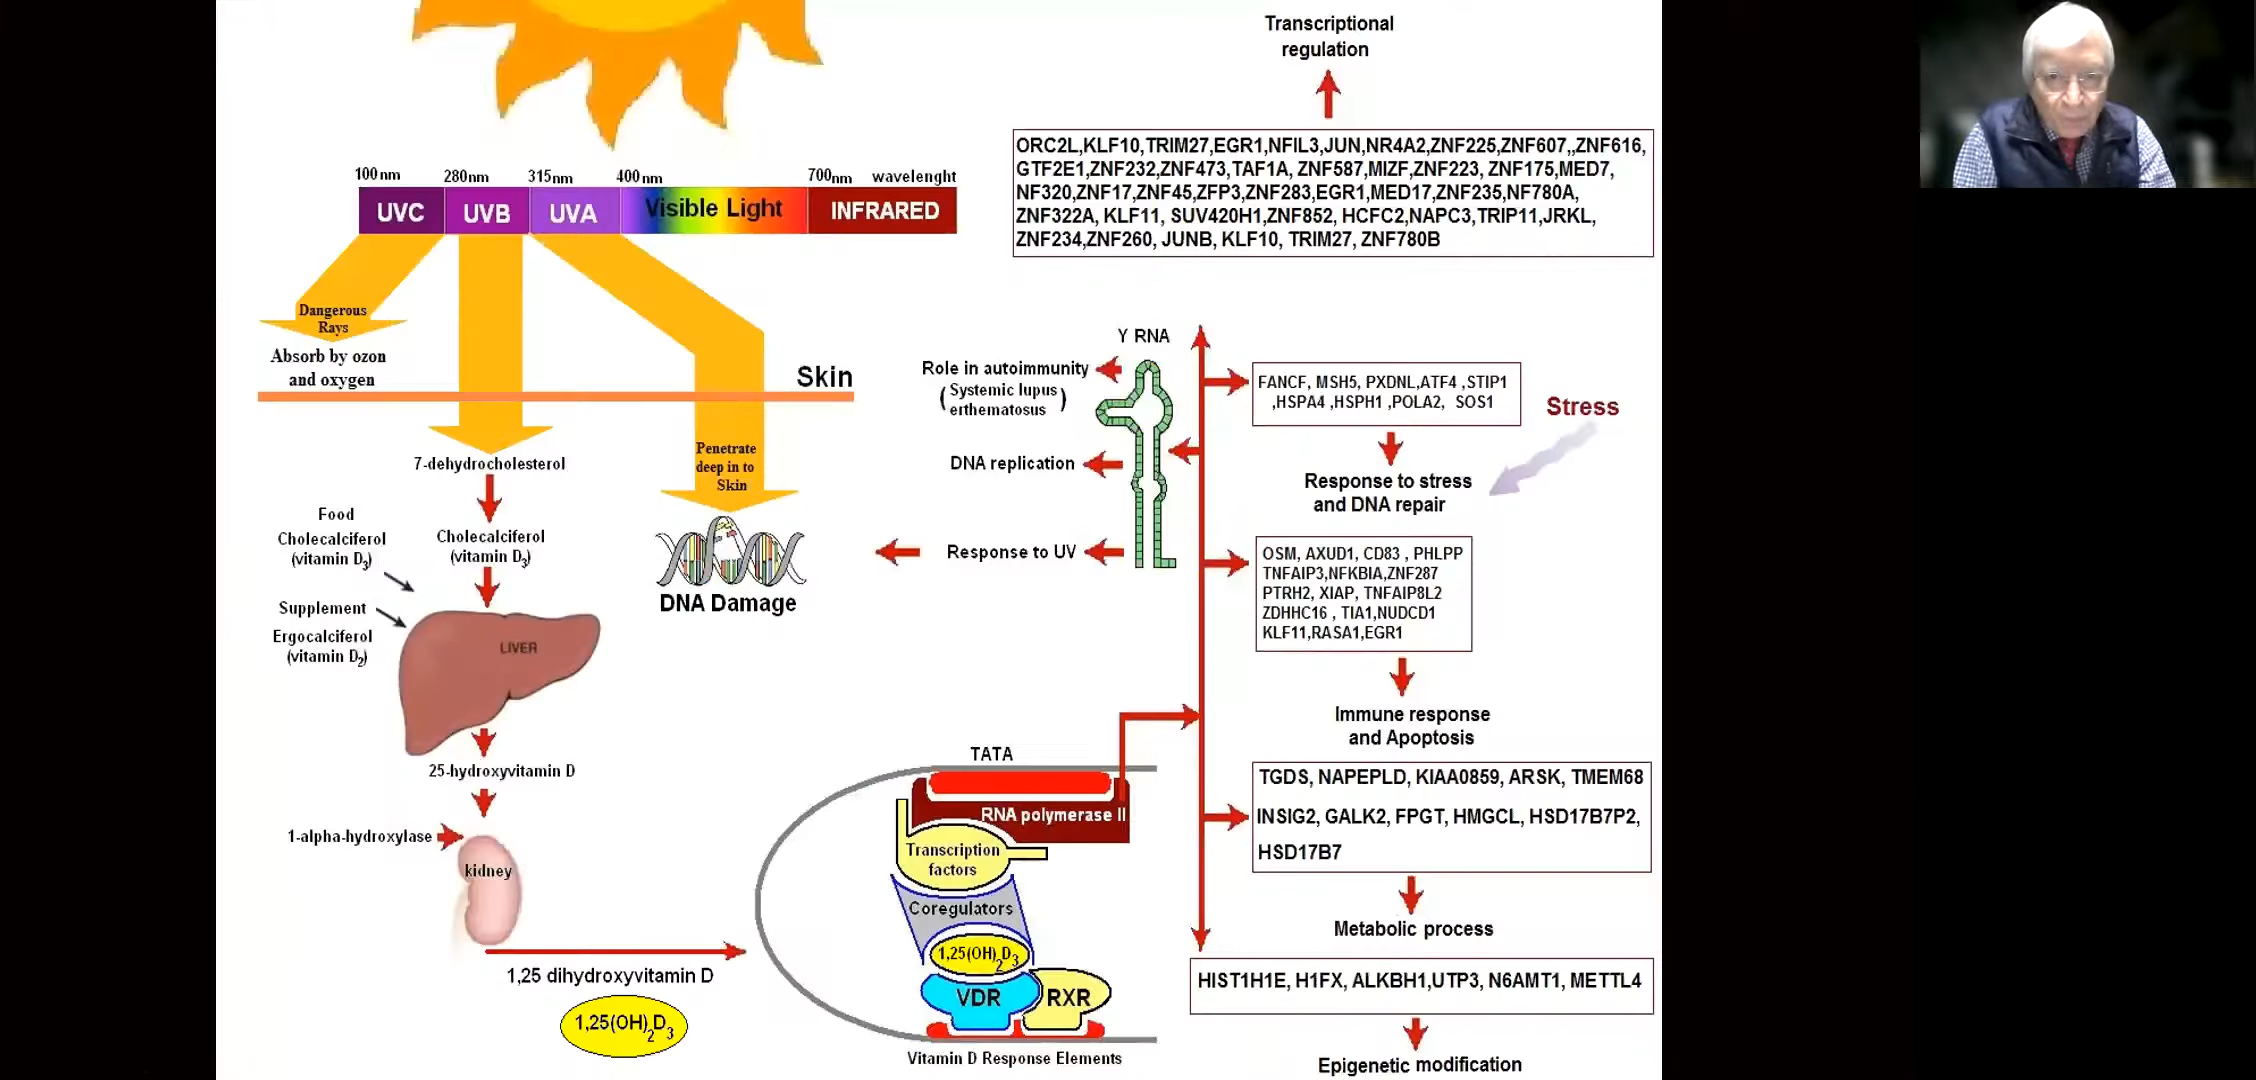 Transcriptional
regulation
100nm
280nm
315nm
400nm
700nm
wavelenght
UVC
UVB
UVA
Visible Light
INFRARED
ORC2L,KLF10,TRIM27,EGR1,NFIL3,JUN,NR4A2,ZNF225,ZNF607,,ZNF616,
GTF2E1,ZNF232,ZNF473,TAF1A, ZNF587,MIZF,ZNF223, ZNF175,MED7,
NF320,ZNF17,ZNF45,ZFP3,ZNF283,EGR1,MED17,ZNF235,NF780A,
ZNF322A, KLF11, SUV420H1,ZNF852, HCFC2,NAPC3,TRIP11,JRKL,
ZNF234,ZNF260, JUNB, KLF10, TRIM27, ZNF780B
Dangerous
Rays
Absorb by ozon
and oxygen
Skin
Penetrate
deep in to
Skin
7-dehydrocholesterol
Food
Cholecalciferol
(vitamin D3)
Cholecalciferol
(vitamin D3)
Supplement
Ergocalciferol
(vitamin D2)
LIVER
25-hydroxyvitamin D
1-alpha-hydroxylase
kidney
1,25 dihydroxyvitamin D
1,25(OH)2D3
DNA Damage
Y RNA
Role in autoimmunity
(Systemic lupus
erthematosus)
DNA replication
Response to UV
FANCF, MSH5, PXDNL,ATF4 ,STIP1
,HSPA4 ,HSPH1 ,POLA2, SOS1
Stress
Response to stress
and DNA repair
OSM, AXUD1, CD83 , PHLPP
TNFAIP3,NFKBIA,ZNF287
PTRH2, XIAP, TNFAIP8L2
ZDHHC16 , TIA1,NUDCD1
KLF11,RASA1,EGR1
Immune response
and Apoptosis
TATA
RNA polymerase II
Transcription
factors
Coregulators
1,25(OH)2D3
VDR
RXR
Vitamin D Response Elements
TGDS, NAPEPLD, KIAA0859, ARSK, TMEM68
INSIG2, GALK2, FPGT, HMGCL, HSD17B7P2,
HSD17B7
Metabolic process
HIST1H1E, H1FX, ALKBH1,UTP3, N6AMT1, METTL4
Epigenetic modification